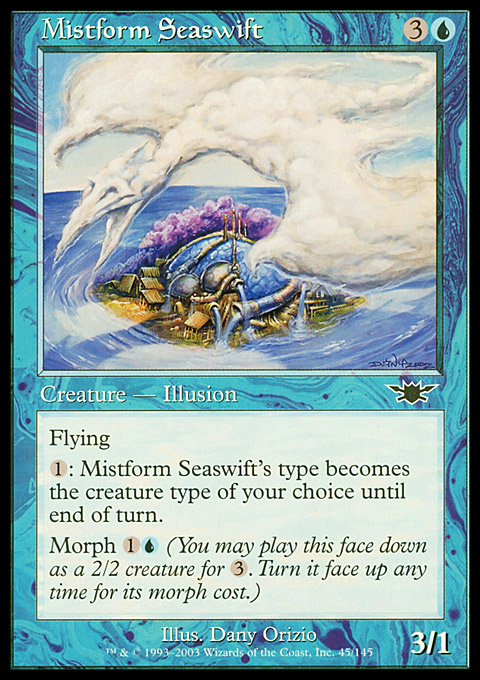 Mistform Seaswift 3
Creature — Illusion
Flying
1: Mistform Seaswift's type becomes
the creature type of your choice until
end of turn.
Morph 1 (You may play this face down
as a 2/2 creature for 3. Turn it face up any
time for its morph cost.)
Illus. Dany Orizio
™ & © 1993–2003 Wizards of the Coast, Inc. 45/145
3/1